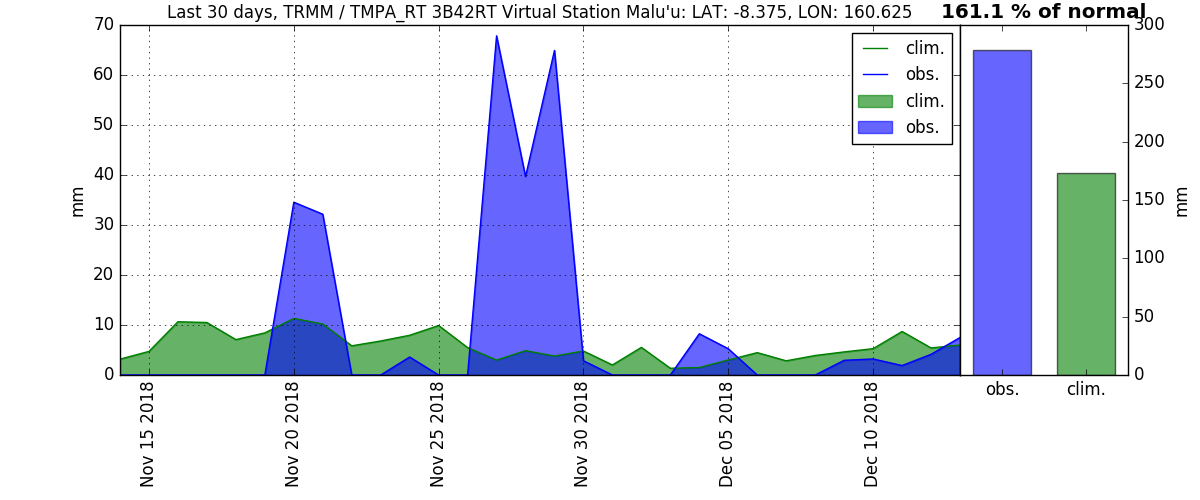 Last 30 days, TRMM / TMPA_RT 3B42RT Virtual Station Malu'u: LAT: -8.375, LON: 160.625
161.1 % of normal
70
60
50
40
30
20
10
0
mm
clim.
obs.
clim.
obs.
Nov 15 2018
Nov 20 2018
Nov 25 2018
Nov 30 2018
Dec 05 2018
Dec 10 2018
300
250
200
150
100
50
0
mm
obs.
clim.